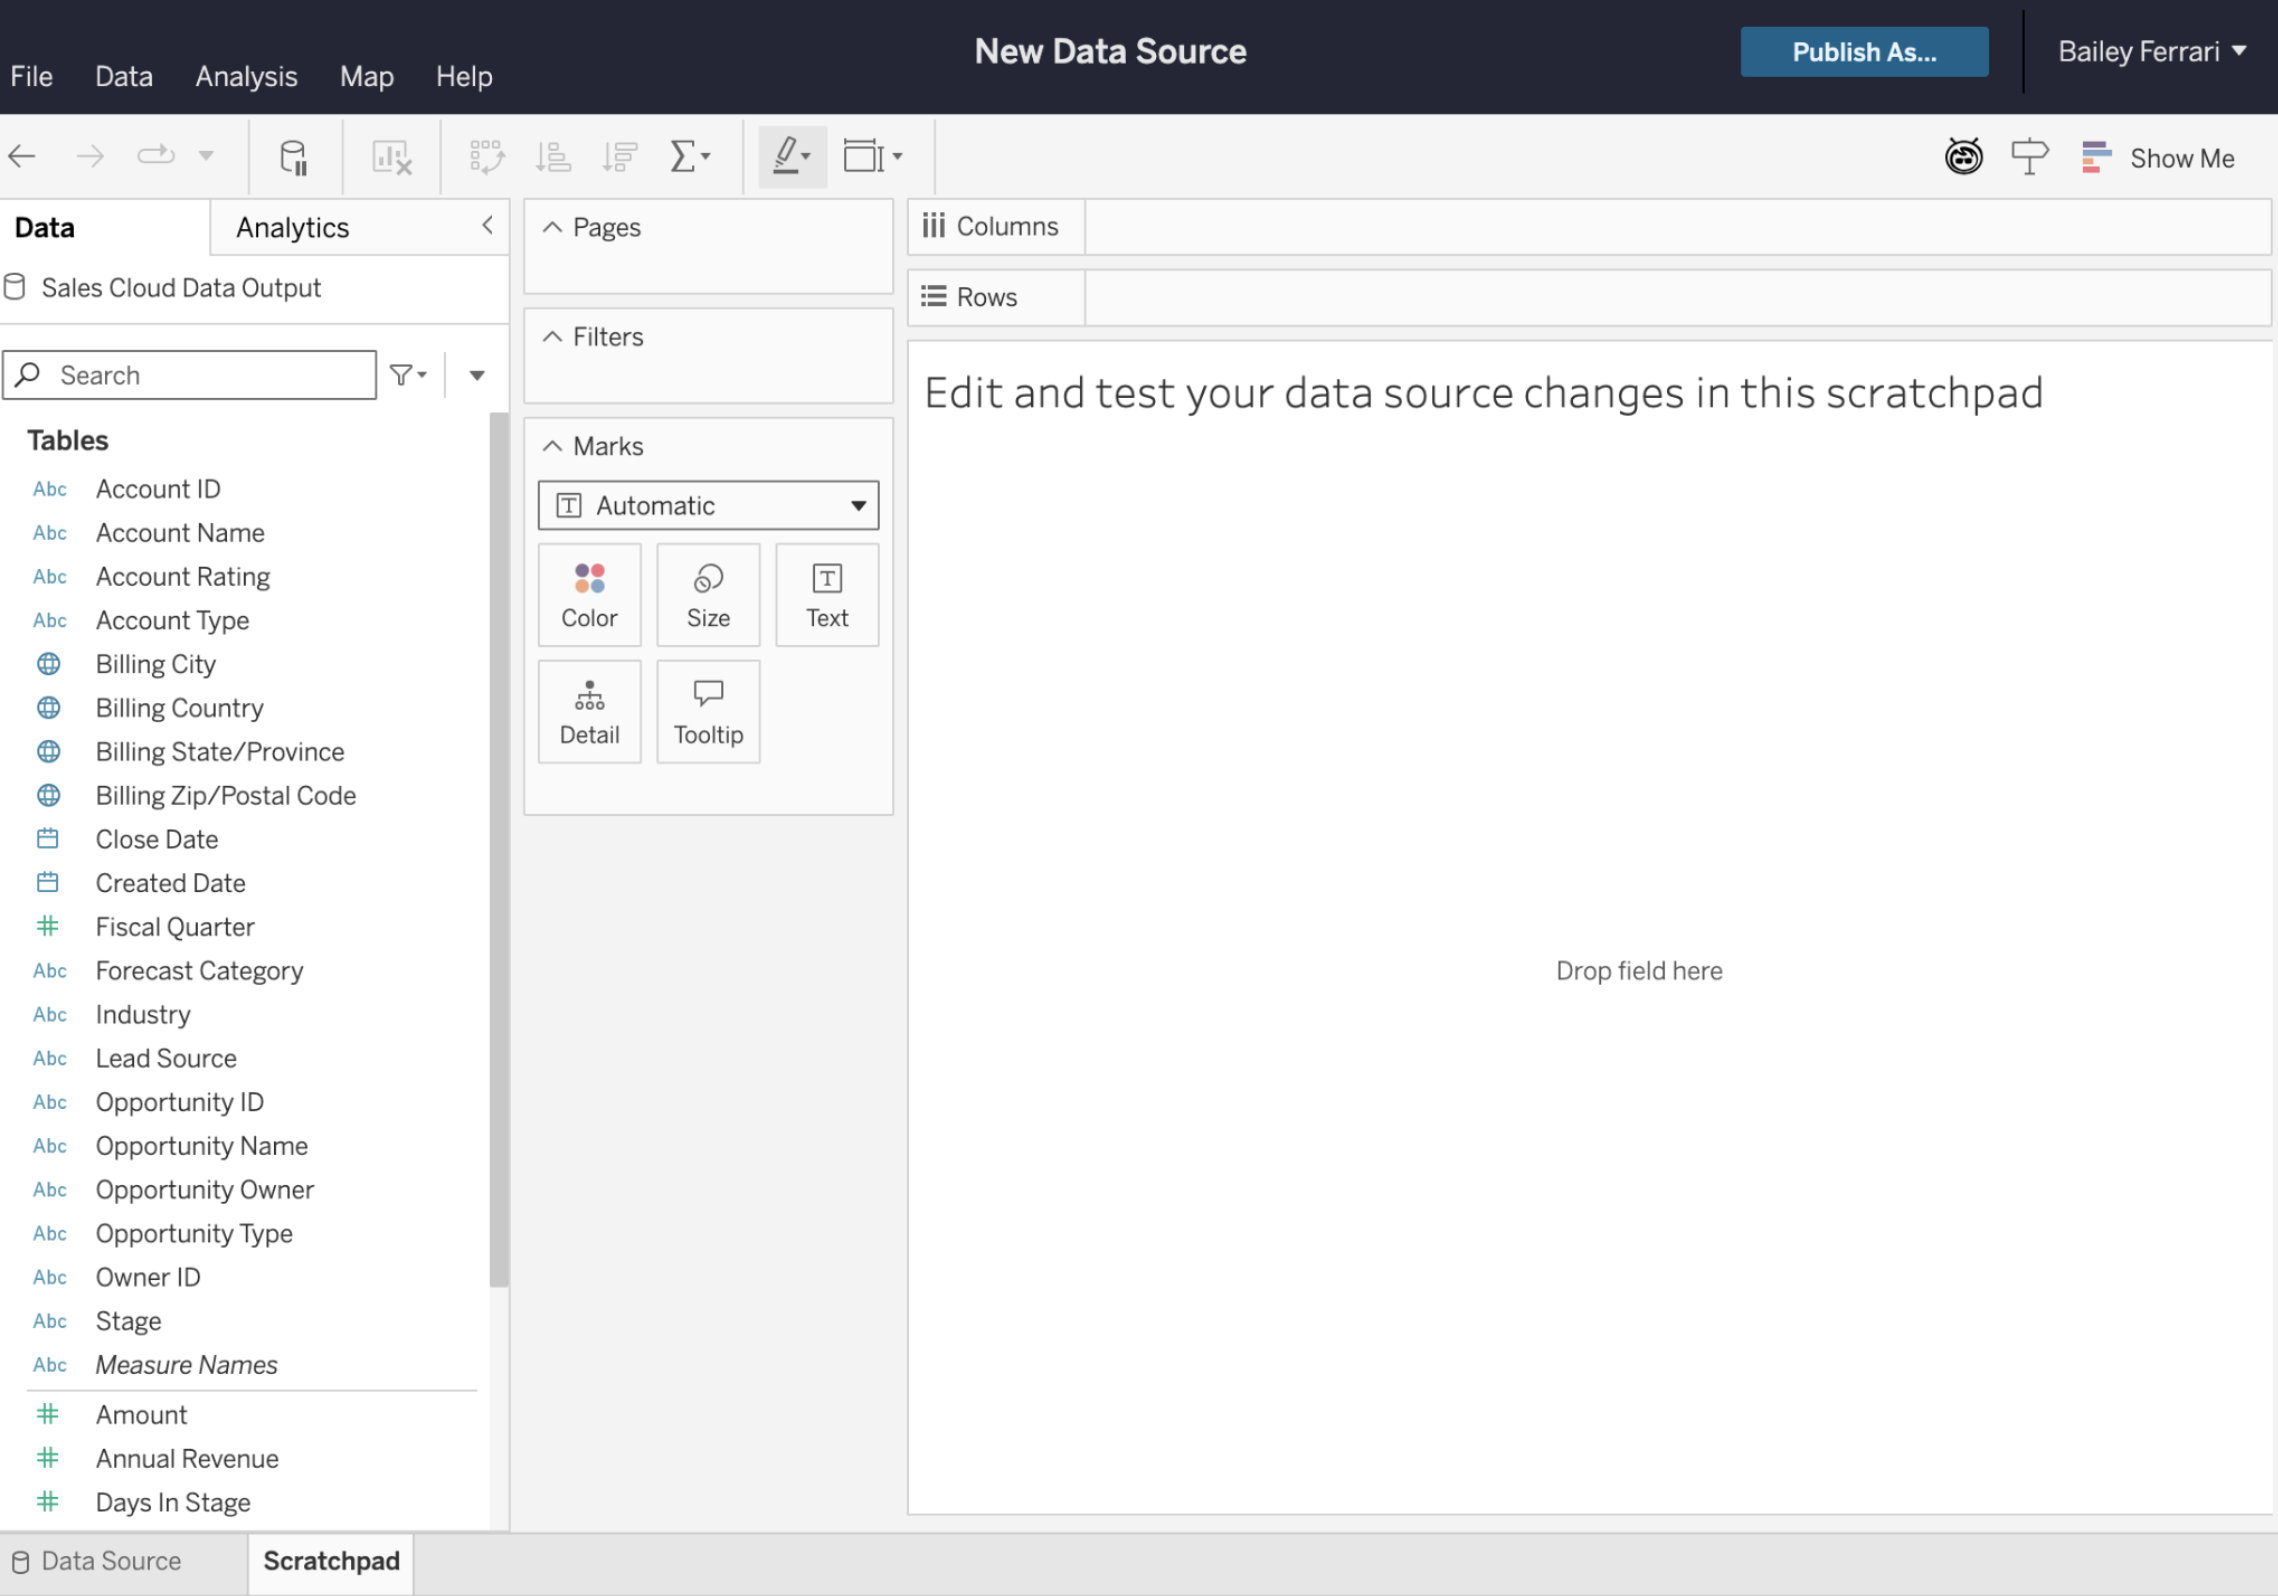 New Data Source
Publish As...
Bailey Ferrari
File Data Analysis Map Help
Show Me
Data
Analytics
Sales Cloud Data Output
Search
Tables
Abc Account ID
Abc Account Name
Abc Account Rating
Abc Account Type
Billing City
Billing Country
Billing State/Province
Billing Zip/Postal Code
Close Date
Created Date
# Fiscal Quarter
Abc Forecast Category
Abc Industry
Abc Lead Source
Abc Opportunity ID
Abc Opportunity Name
Abc Opportunity Owner
Abc Opportunity Type
Abc Owner ID
Abc Stage
Abc Measure Names
# Amount
# Annual Revenue
# Days In Stage
Pages
Filters
Marks
T Automatic
Color
Size
T
Text
Detail
Tooltip
Columns
Rows
Edit and test your data source changes in this scratchpad
Drop field here
Data Source
Scratchpad